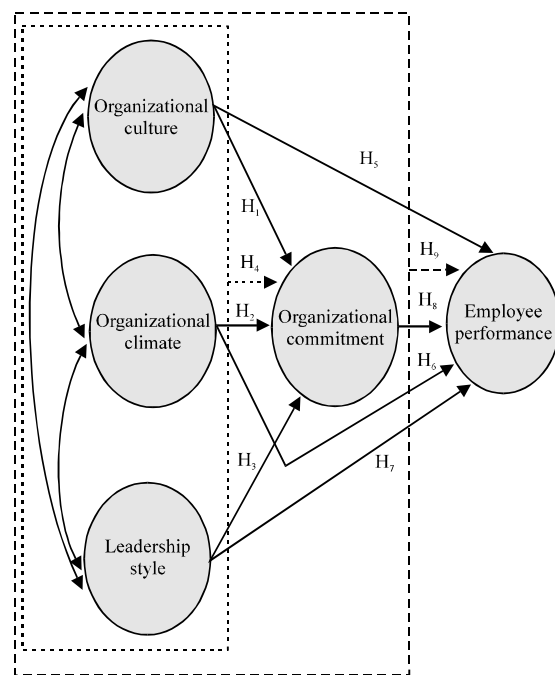 Organizational
culture
H5
H1
H9
H4
Organizational
climate
H2
Organizational
commitment
H8
Employee
performance
H6
H3
H7
Leadership
style